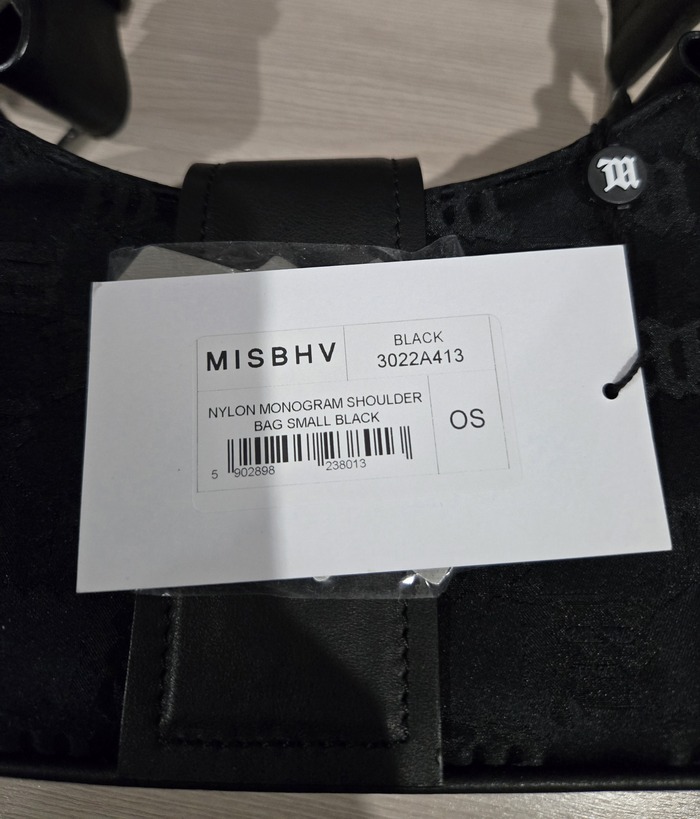 MISBHV
BLACK
3022A413
NYLON MONOGRAM SHOULDER
BAG SMALL BLACK
OS
5 902898 238013